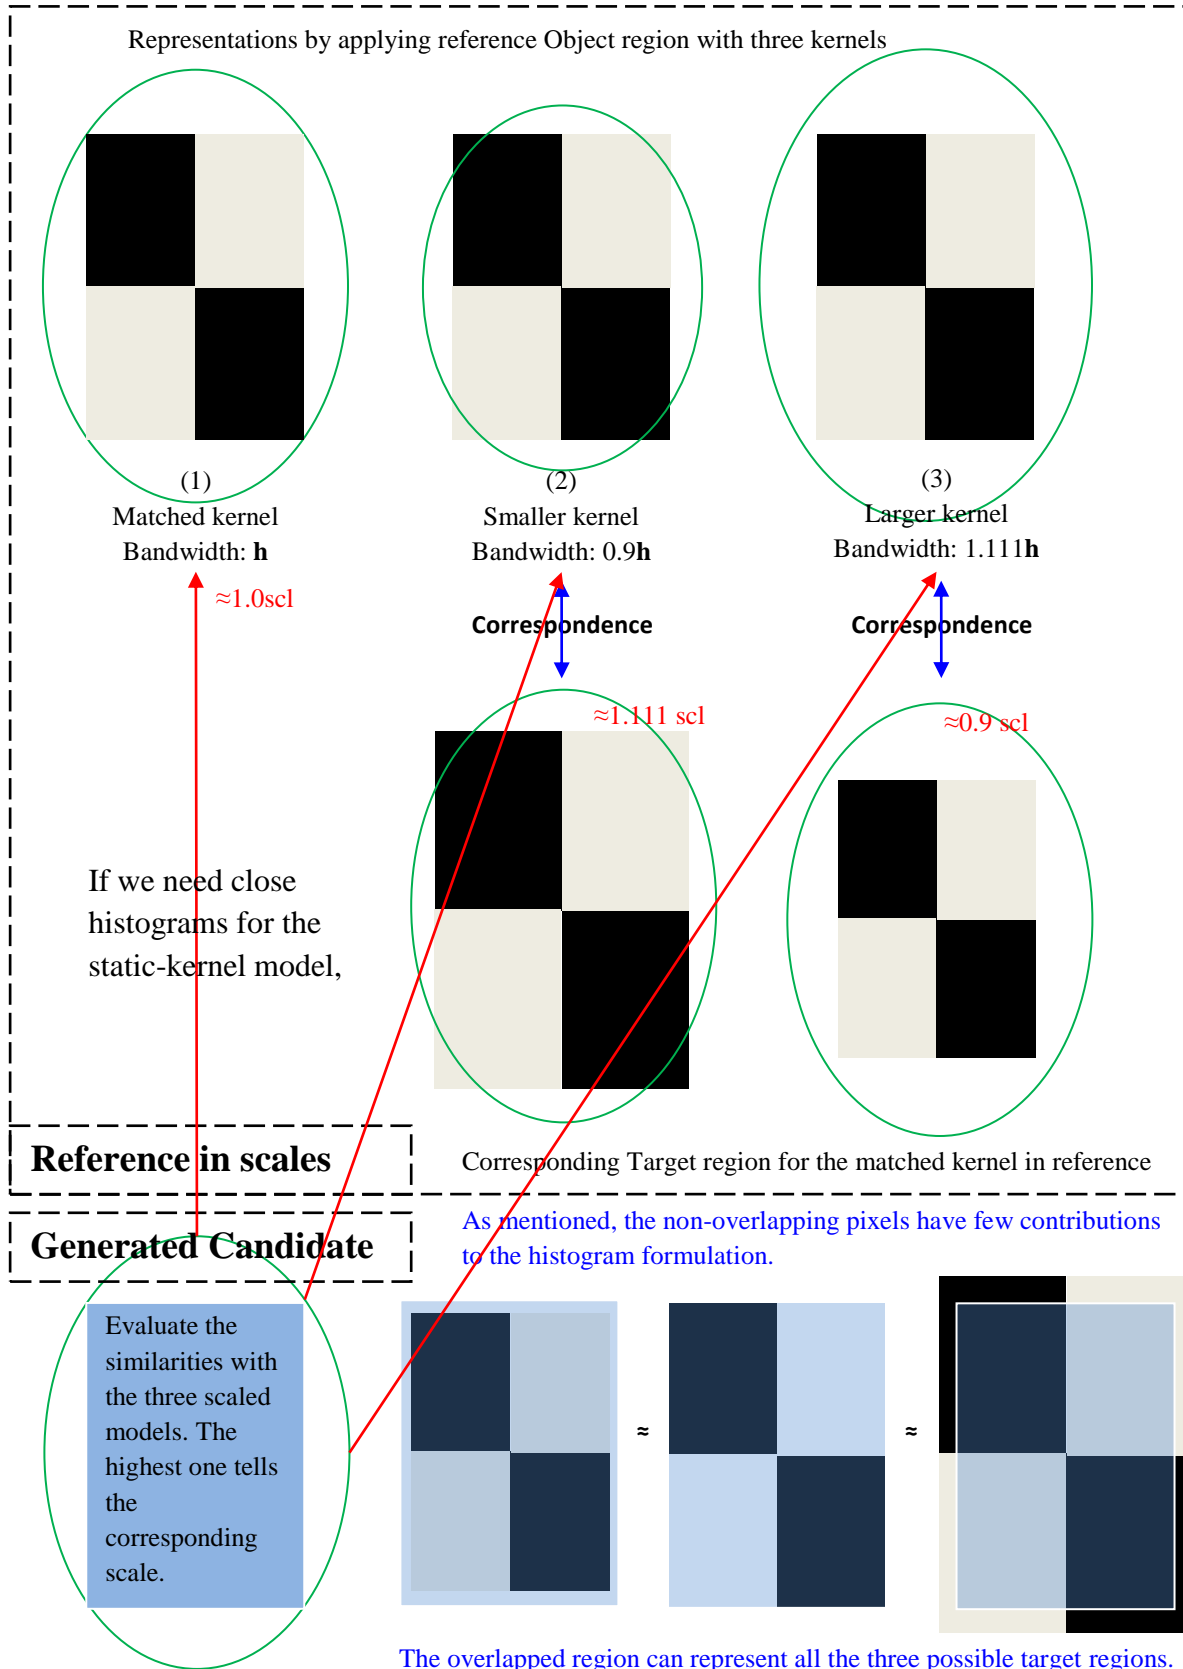 Representations by applying reference Object region with three kernels
(1)
Matched kernel
Bandwidth: h
(2)
Smaller kernel
Bandwidth: 0.9h
(3)
Larger kernel
Bandwidth: 1.111h
≈1.0scl
Correspondence
Correspondence
≈1.111 scl
≈0.9 scl
If we need close
histograms for the
static-kernel model,
Reference in scales
Corresponding Target region for the matched kernel in reference
Generated Candidate
As mentioned, the non-overlapping pixels have few contributions
to the histogram formulation.
Evaluate the
similarities with
the three scaled
models. The
highest one tells
the
corresponding
scale.
≈
≈
The overlapped region can represent all the three possible target regions.